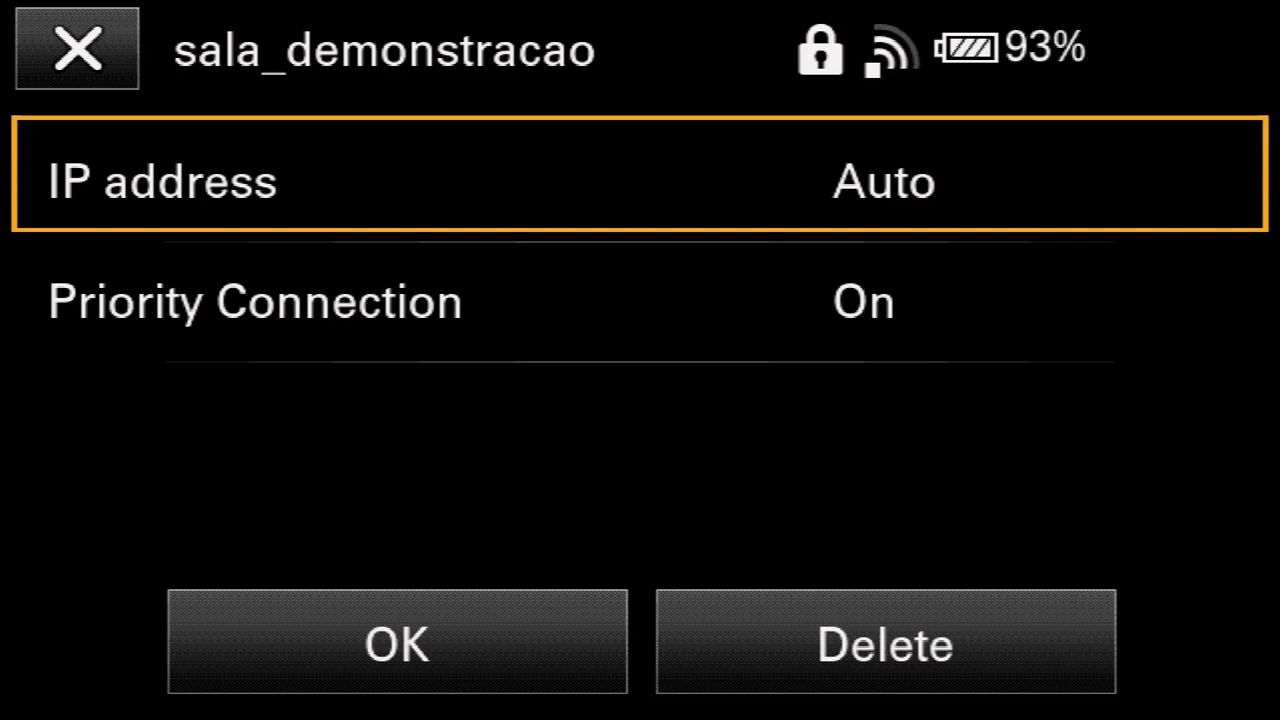 sala_demonstracao 93%
IP address Auto
Priority Connection On
OK Delete